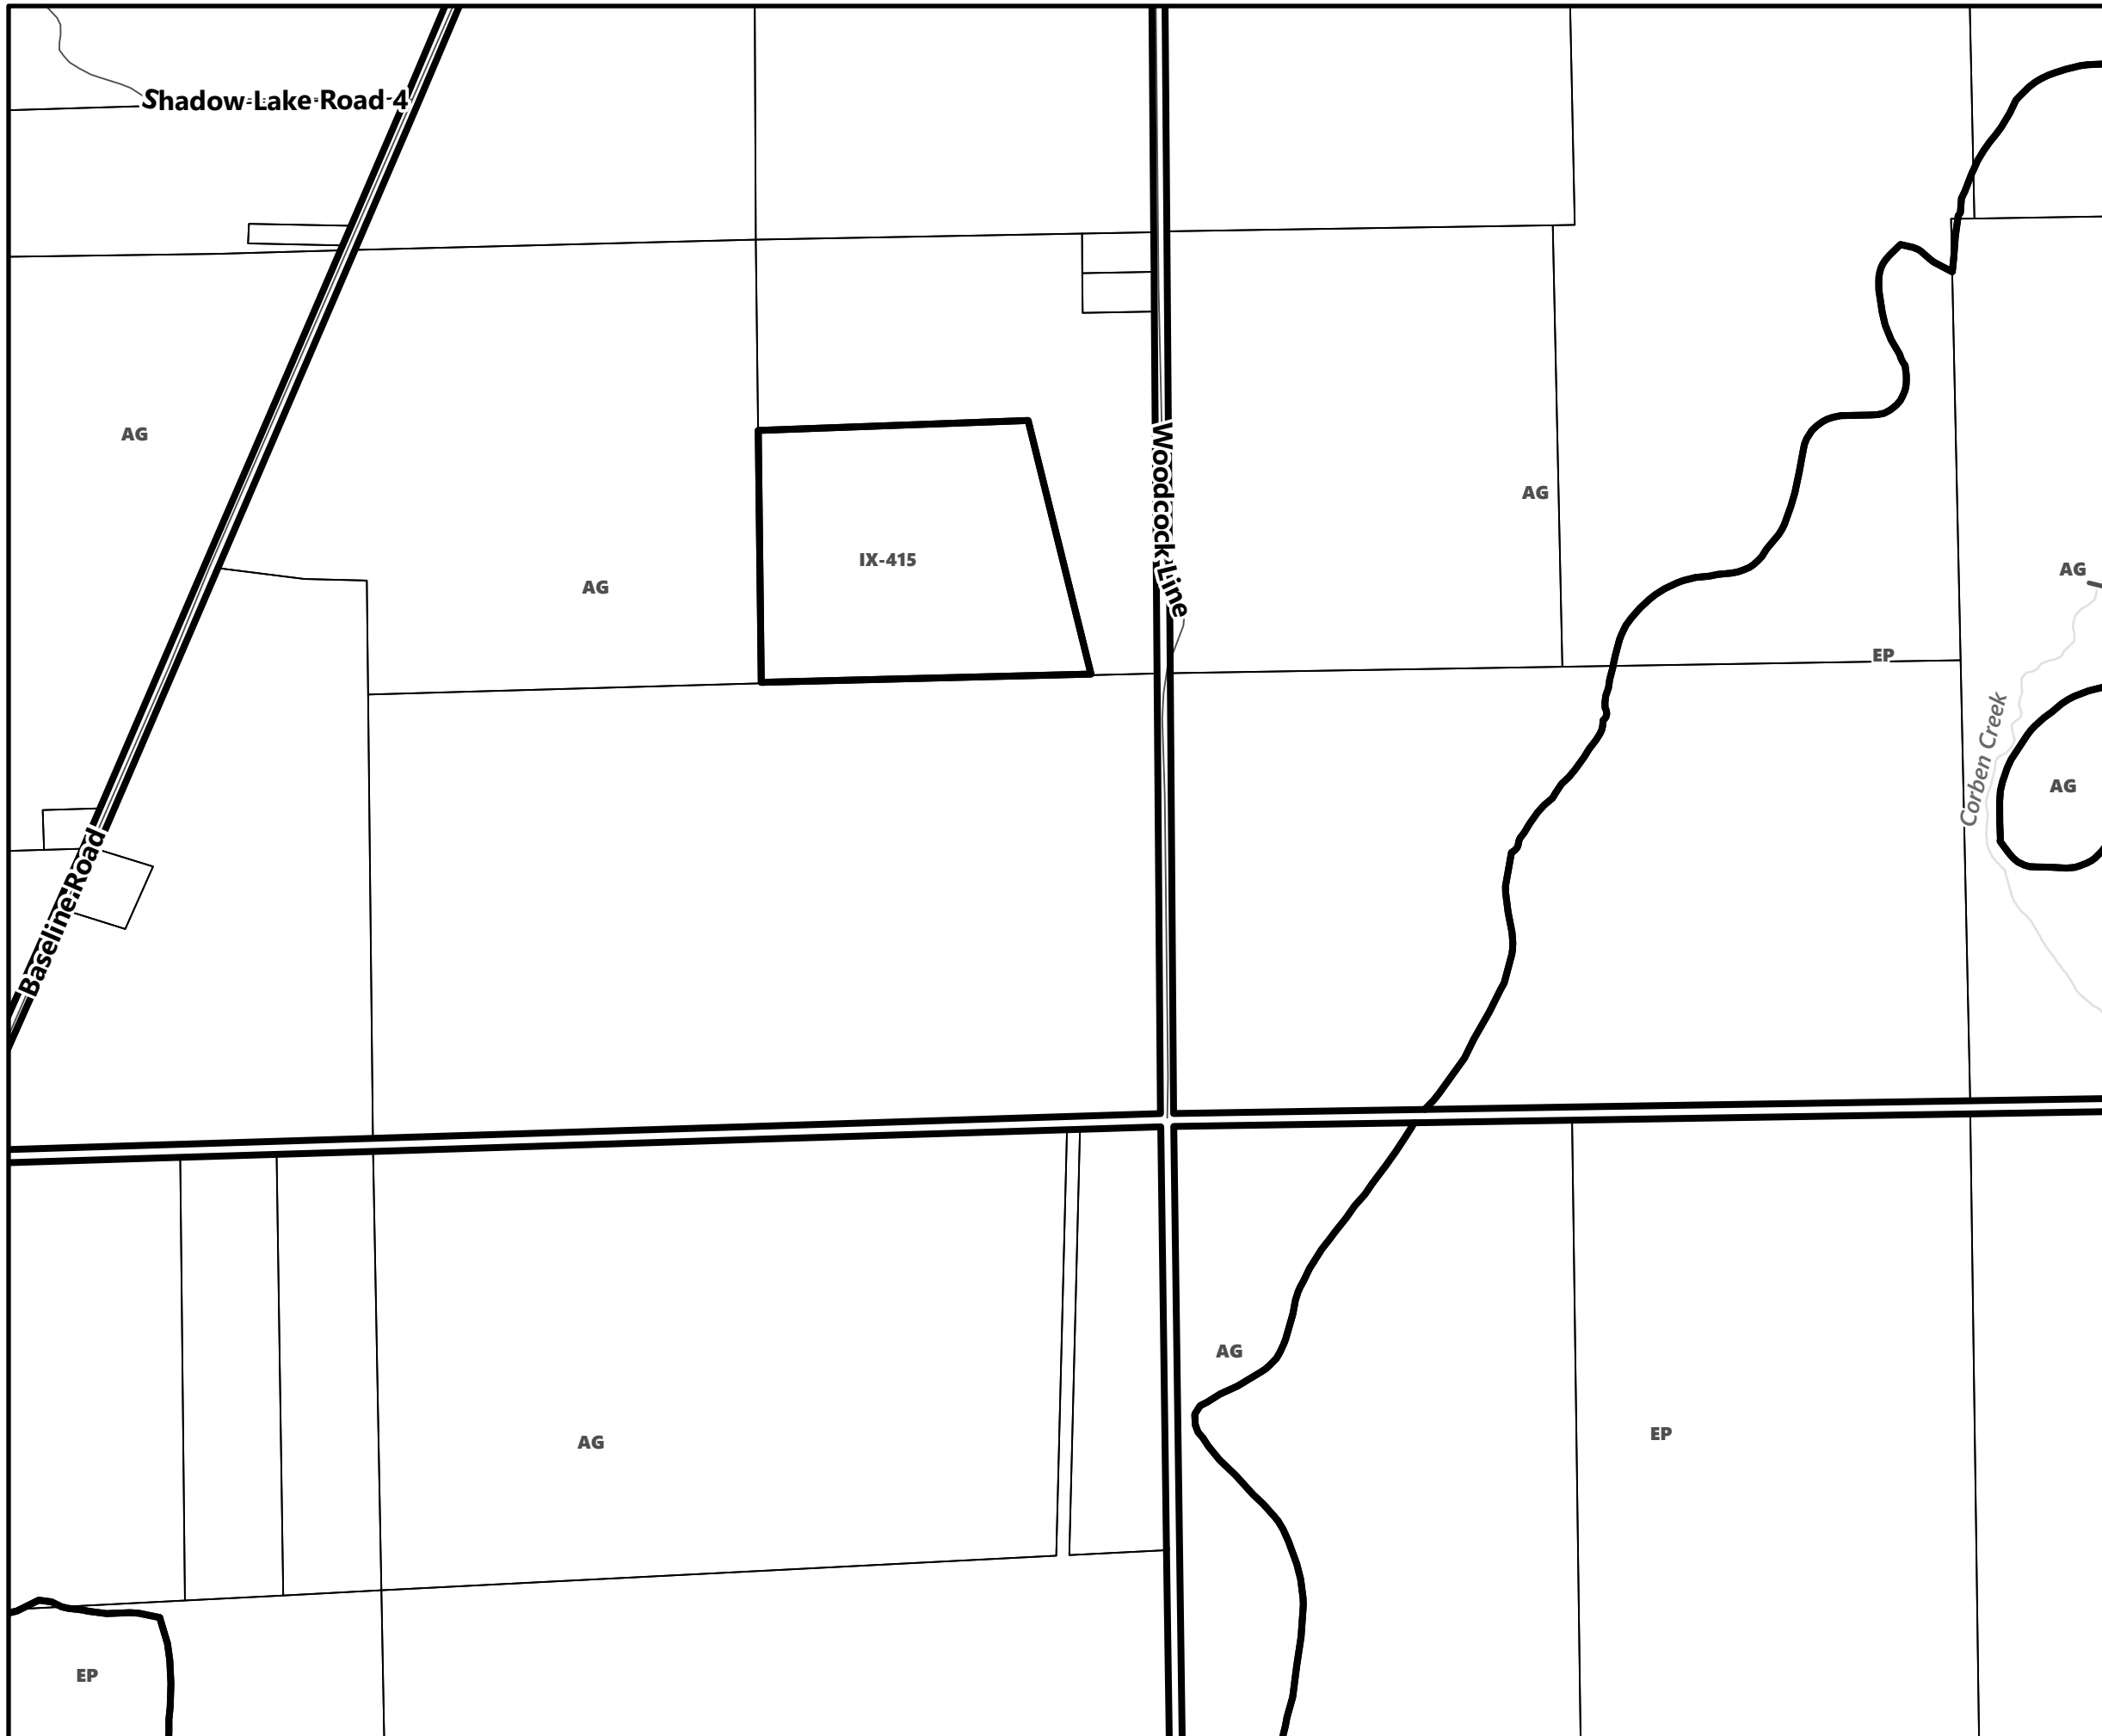 Shadow Lake Road 4
AG
Woodcock Line
AG
IX-415
AG
AG
EP
Corben Creek
AG
Baseline Road
AG
AG
EP
EP